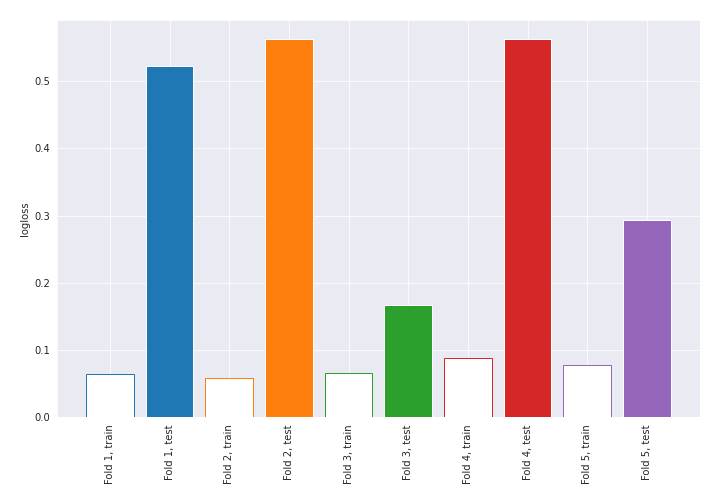 logloss
0.5
0.4
0.3
0.2
0.1
0.0
Fold 1, train
Fold 1, test
Fold 2, train
Fold 2, test
Fold 3, train
Fold 3, test
Fold 4, train
Fold 4, test
Fold 5, train
Fold 5, test